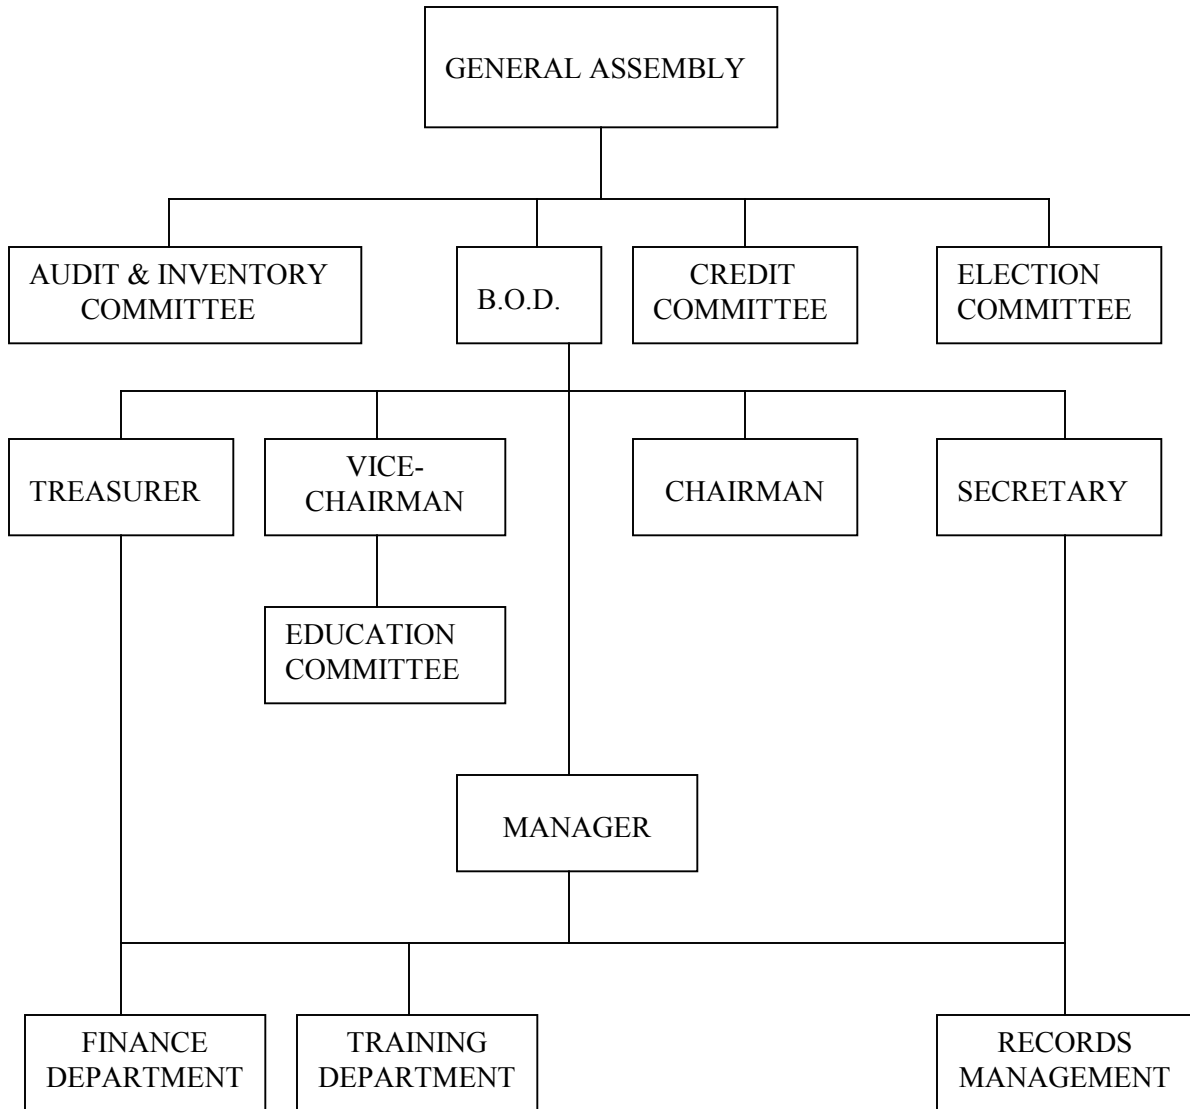 GENERAL ASSEMBLY
AUDIT & INVENTORY
COMMITTEE
B.O.D.
CREDIT
COMMITTEE
ELECTION
COMMITTEE
TREASURER
VICE-
CHAIRMAN
CHAIRMAN
SECRETARY
EDUCATION
COMMITTEE
MANAGER
FINANCE
DEPARTMENT
TRAINING
DEPARTMENT
RECORDS
MANAGEMENT